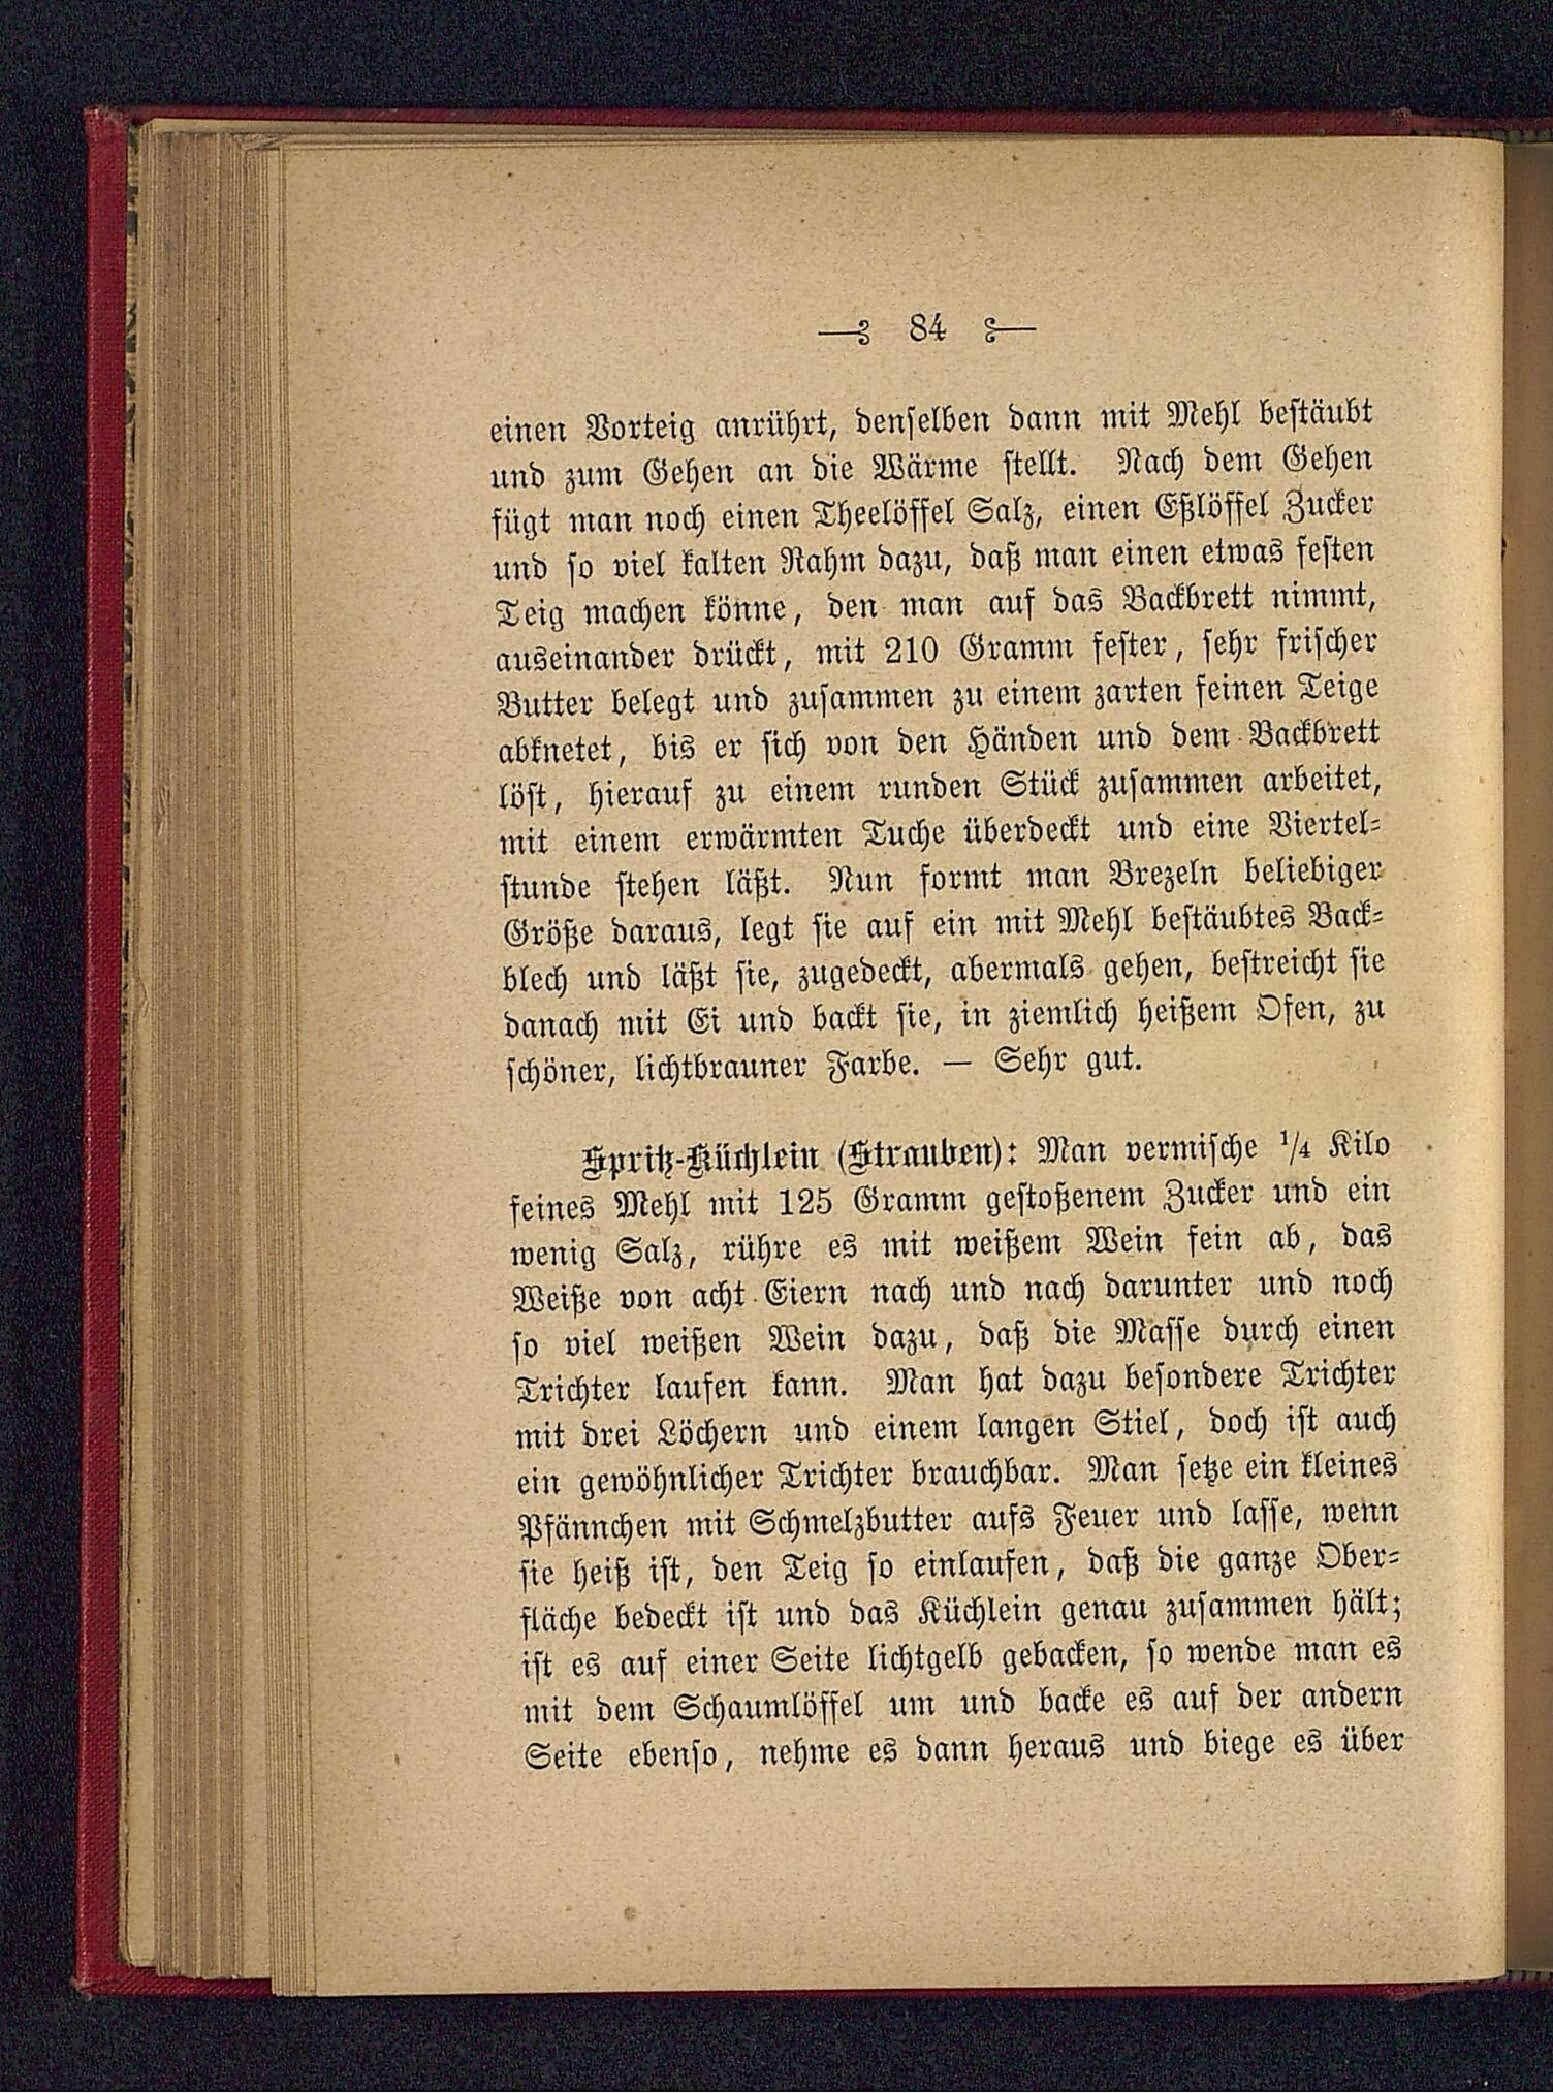 84
einen Vorteig anrührt, denselben dann mit Mehl bestäubt
und zum Gehen an die Wärme stellt. Nach dem Gehen
fügt man noch einen Theelöffel Salz, einen Eßlöffel Zucker
und so viel kalten Rahm dazu, daß man einen etwas festen
Teig machen könne, den man auf das Backbrett nimmt,
auseinander drückt, mit 210 Gramm fester, sehr frischer
Butter belegt und zusammen zu einem zarten feinen Teige
abknetet, bis er sich von den Händen und dem Backbrett
löst, hierauf zu einem runden Stück zusammen arbeitet,
mit einem erwärmten Tuche überdeckt und eine Viertel-
stunde stehen läßt. Nun formt man Brezeln beliebiger
Größe daraus, legt sie auf ein mit Mehl bestäubtes Back-
blech und läßt sie, zugedeckt, abermals gehen, bestreicht sie
danach mit Ei und backt sie, in ziemlich heißem Ofen, zu
schöner, lichtbrauner Farbe. — Sehr gut.
Spritz-Küchlein (Strauben): Man vermische 1/4 Kilo
feines Mehl mit 125 Gramm gestoßenem Zucker und ein
wenig Salz, rühre es mit weißem Wein fein ab, das
Weiße von acht Eiern nach und nach darunter und noch
so viel weißen Wein dazu, daß die Masse durch einen
Trichter laufen kann. Man hat dazu besondere Trichter
mit drei Löchern und einem langen Stiel, doch ist auch
ein gewöhnlicher Trichter brauchbar. Man setze ein kleines
Pfännchen mit Schmelzbutter aufs Feuer und lasse, wenn
sie heiß ist, den Teig so einlaufen, daß die ganze Ober-
fläche bedeckt ist und das Küchlein genau zusammen hält;
ist es auf einer Seite lichtgelb gebacken, so wende man es
mit dem Schaumlöffel um und backe es auf der andern
Seite ebenso, nehme es dann heraus und biege es über